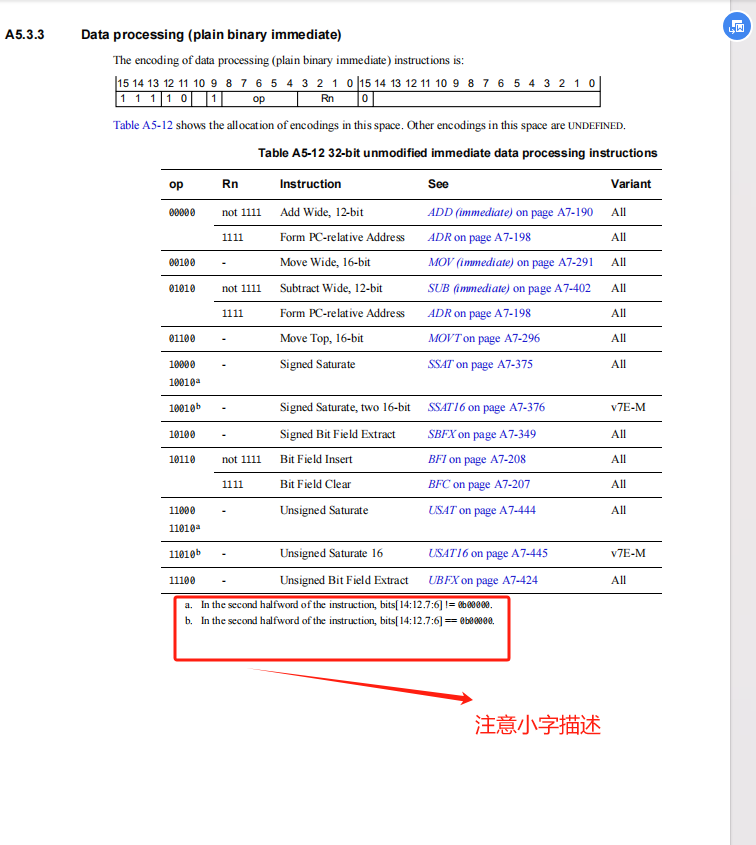 A5.3.3 Data processing (plain binary immediate)
The encoding of data processing (plain binary immediate) instructions is:
15 14 13 12 11 10 9 8 7 6 5 4 3 2 1 0 15 14 13 12 11 10 9 8 7 6 5 4 3 2 1 0
1 1 1 1 0 1 op Rn 0
Table A5-12 shows the allocation of encodings in this space. Other encodings in this space are UNDEFINED.
Table A5-12 32-bit unmodified immediate data processing instructions
op Rn Instruction See Variant
00000 not 1111 Add Wide, 12-bit ADD (immediate) on page A7-190 All
1111 Form PC-relative Address ADR on page A7-198 All
00100 - Move Wide, 16-bit MOV (immediate) on page A7-291 All
01010 not 1111 Subtract Wide, 12-bit SUB (immediate) on page A7-402 All
1111 Form PC-relative Address ADR on page A7-198 All
01100 - Move Top, 16-bit MOVT on page A7-296 All
10000 - Signed Saturate SSAT on page A7-375 All
10010a
10010b - Signed Saturate, two 16-bit SSAT16 on page A7-376 v7E-M
10100 - Signed Bit Field Extract SBFX on page A7-349 All
10110 not 1111 Bit Field Insert BFI on page A7-208 All
1111 Bit Field Clear BFC on page A7-207 All
11000 - Unsigned Saturate USAT on page A7-444 All
11010a
11010b - Unsigned Saturate 16 USAT16 on page A7-445 v7E-M
11100 - Unsigned Bit Field Extract UBFX on page A7-424 All
a. In the second halfword of the instruction, bits[14:12.7:6] != 0b00000.
b. In the second halfword of the instruction, bits[14:12.7:6] == 0b00000.
注意小字描述